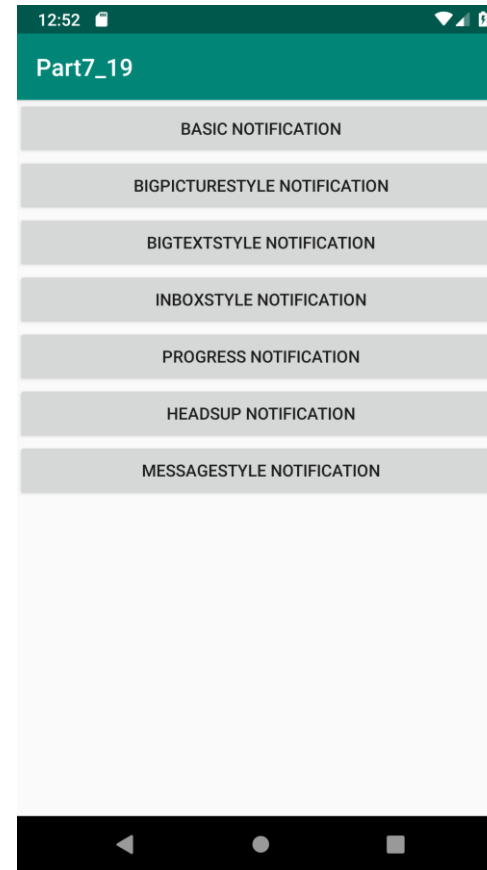 12:52
Part7_19
BASIC NOTIFICATION
BIGPICTURESTYLE NOTIFICATION
BIGTEXTSTYLE NOTIFICATION
INBOXSTYLE NOTIFICATION
PROGRESS NOTIFICATION
HEADSUP NOTIFICATION
MESSAGESTYLE NOTIFICATION